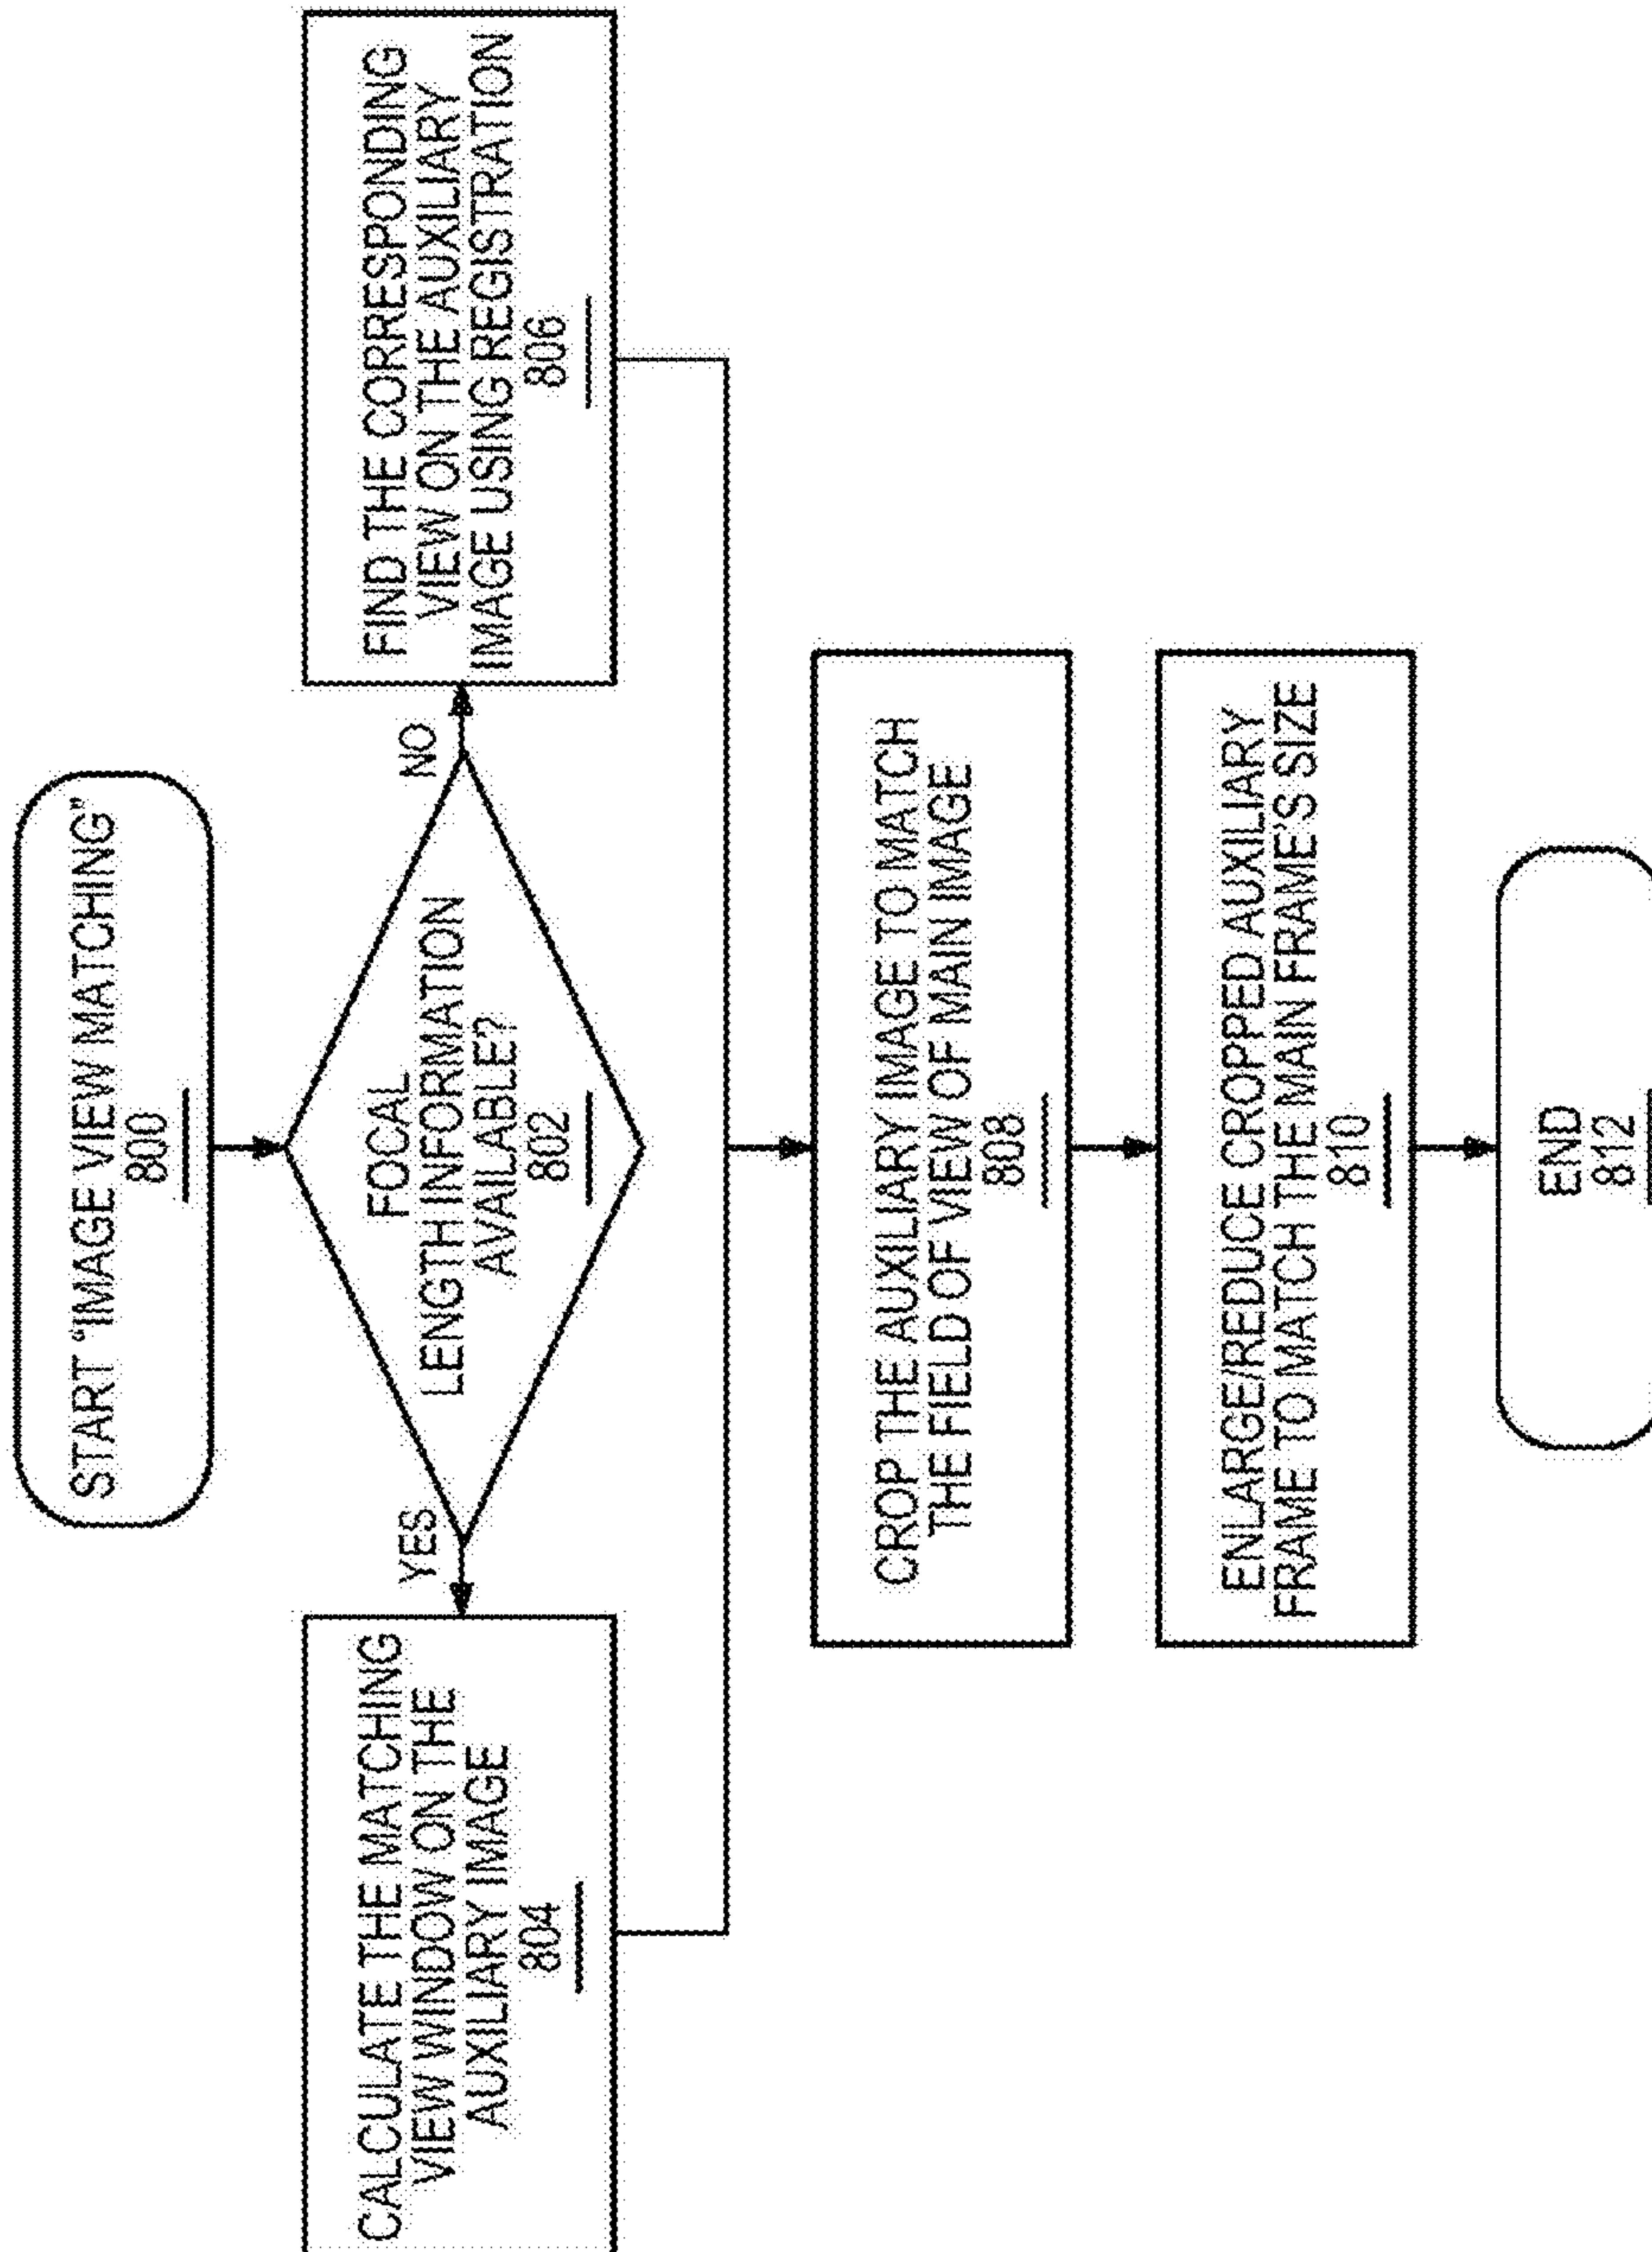 START “IMAGE VIEW MATCHING”
800
FOCAL
LENGTH INFORMATION
AVAILABLE?
802
YES
NO
CALCULATE THE MATCHING
VIEW WINDOW ON THE
AUXILIARY IMAGE
804
FIND THE CORRESPONDING
VIEW ON THE AUXILIARY
IMAGE USING REGISTRATION
806
CROP THE AUXILIARY IMAGE TO MATCH
THE FIELD OF VIEW OF MAIN IMAGE
808
ENLARGE/REDUCE CROPPED AUXILIARY
FRAME TO MATCH THE MAIN FRAME'S SIZE
810
END
812